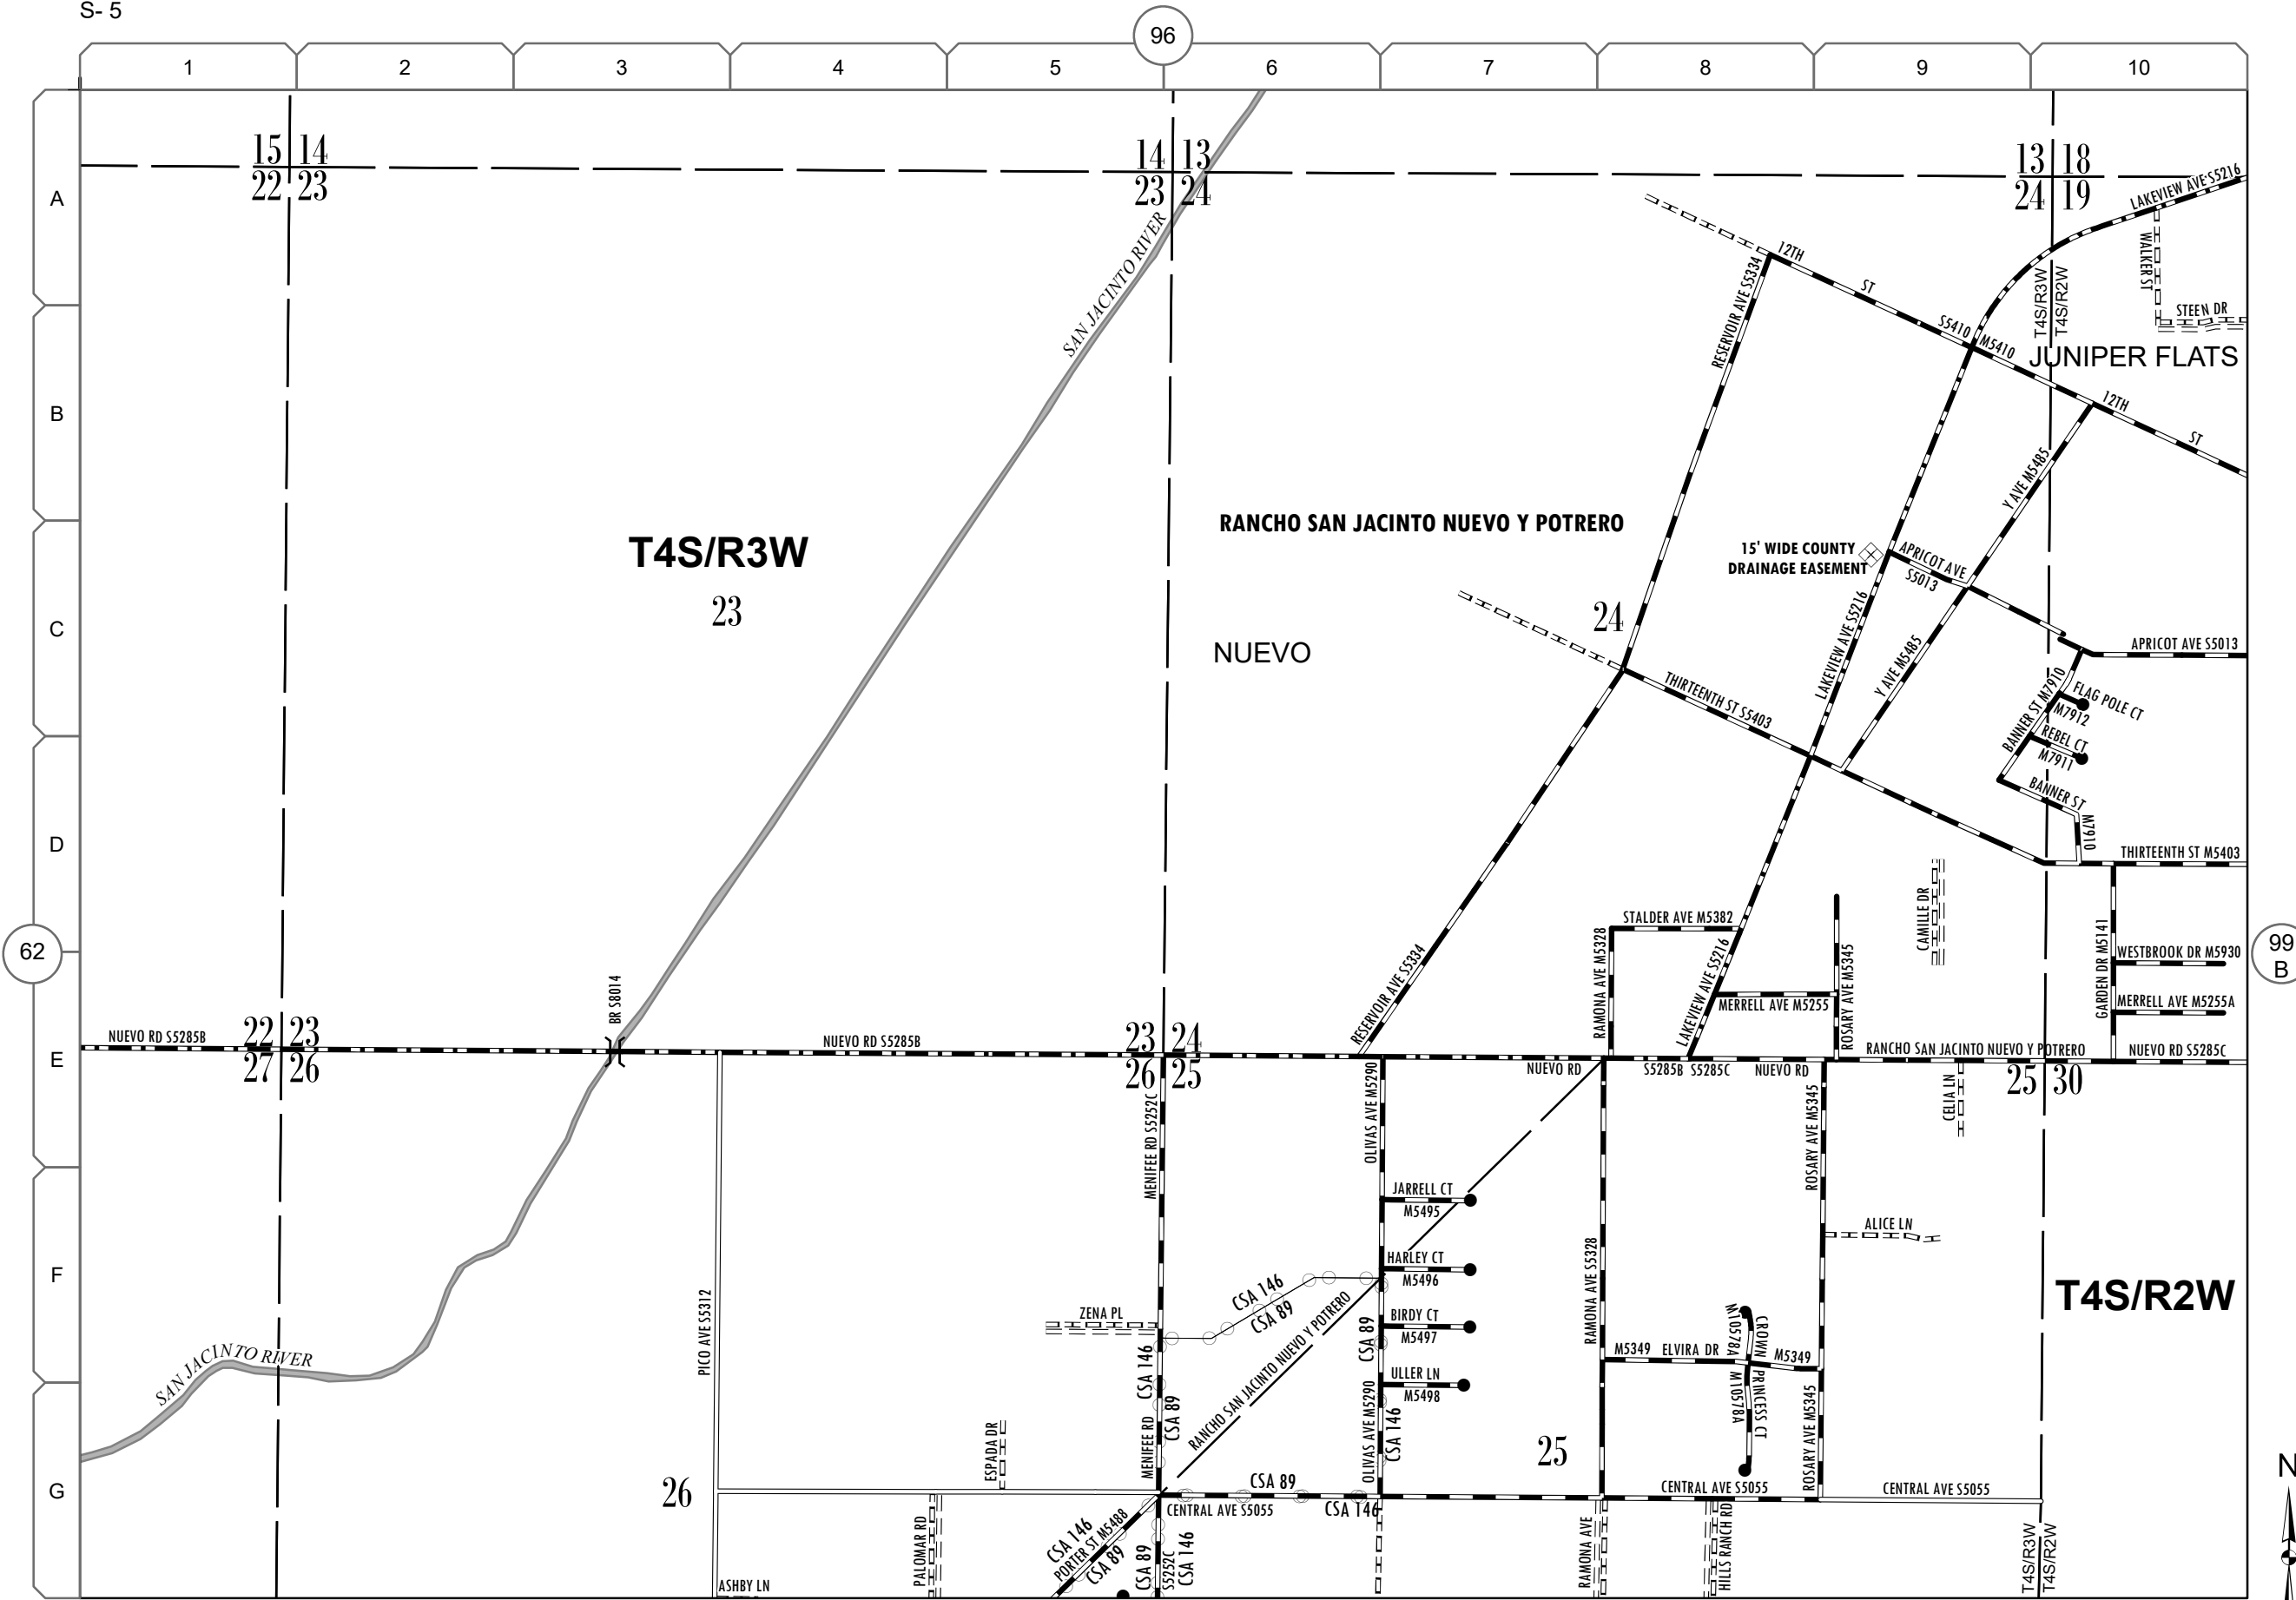 S- 5
96
1 2 3 4 5 6 7 8 9 10
A
B
C
D
E
F
G
62
99
B
15 14
22 23
14 13
23 24
13 18
24 19
LAKEVIEW AVE S5216
WALKER ST
STEEN DR
T4S/R3W
T4S/R2W
JUNIPER FLATS
SAN JACINTO RIVER
12TH
ST
S5410
M5410
12TH
ST
RESERVOIR AVE S5334
Y AVE M5485
RANCHO SAN JACINTO NUEVO Y POTRERO
T4S/R3W
23
15' WIDE COUNTY
DRAINAGE EASEMENT
APRICOT AVE
S5013
24
NUEVO
LAKEVIEW AVE S5216
Y AVE M5485
APRICOT AVE S5013
THIRTEENTH ST S5403
BANNER ST M7910
FLAG POLE CT
M7912
REBEL CT
M7911
BANNER ST
M7910
THIRTEENTH ST M5403
CAMILLE DR
STALDER AVE M5382
RAMONA AVE M5328
LAKEVIEW AVE S5216
MERRELL AVE M5255
ROSARY AVE M5345
GARDEN DR M5141
WESTBROOK DR M5930
MERRELL AVE M5255A
RESERVOIR AVE S5334
BR S8014
NUEVO RD S5285B
22 23
27 26
NUEVO RD S5285B
23 24
26 25
NUEVO RD
S5285B S5285C
NUEVO RD
RANCHO SAN JACINTO NUEVO Y POTRERO
NUEVO RD S5285C
25 30
CELIA LN
MENIFEE RD S5252C
OLIVAS AVE M5290
ROSARY AVE M5345
JARRELL CT
M5495
HARLEY CT
M5496
BIRDY CT
M5497
ULLER LN
M5498
ALICE LN
T4S/R2W
PICO AVE S5312
ZENA PL
CSA 146
CSA 89
RANCHO SAN JACINTO NUEVO Y POTRERO
CSA 89
RAMONA AVE S5328
M5349 ELVIRA DR
M5349
M10578A
CROWN
PRINCESS CT
M10578A
SAN JACINTO RIVER
CSA 146
CSA 89
MENIFEE RD
ESPADA DR
OLIVAS AVE M5290
CSA 146
ROSARY AVE M5345
25
26
CSA 89
CENTRAL AVE S5055
CSA 146
CENTRAL AVE S5055
CENTRAL AVE S5055
PALOMAR RD
CSA 146
PORTER ST M5488
CSA 89
CSA 89
S5252C
CSA 146
RAMONA AVE
HILLS RANCH RD
T4S/R3W
T4S/R2W
ASHBY LN
N